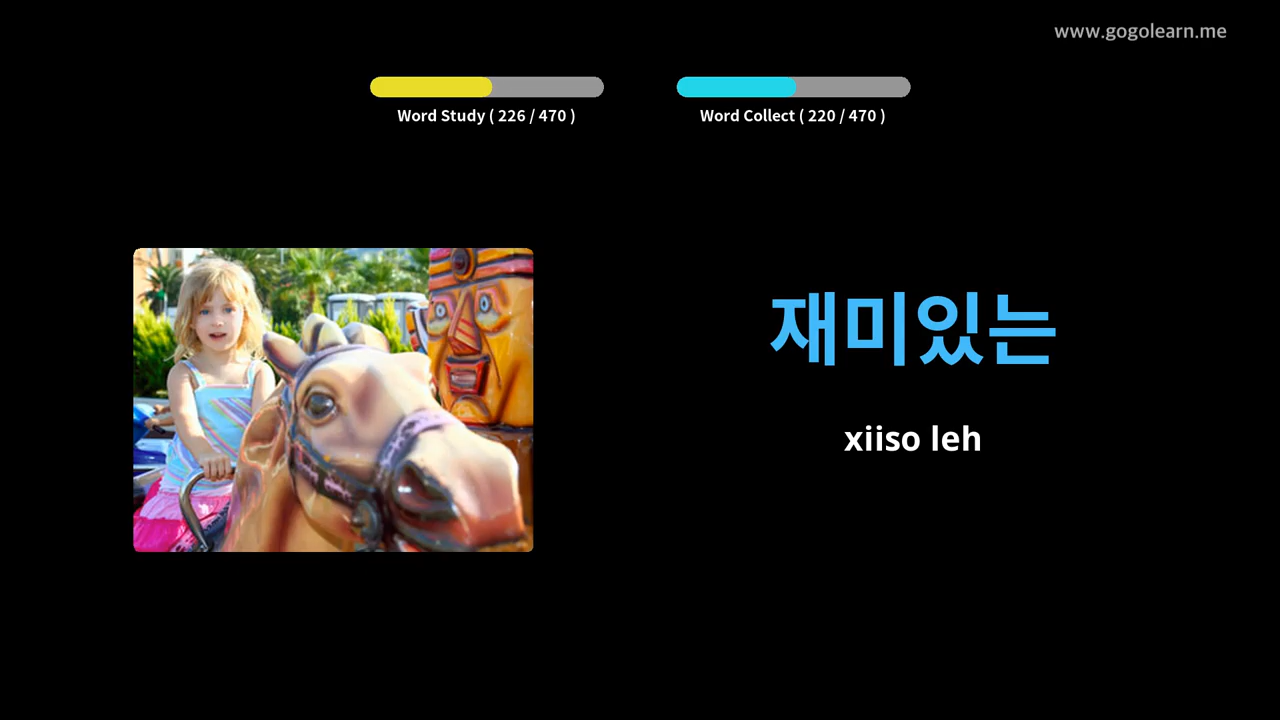 www.gogolearn.me
Word Study ( 226 / 470 )
Word Collect ( 220 / 470 )
재미있는
xiiso leh